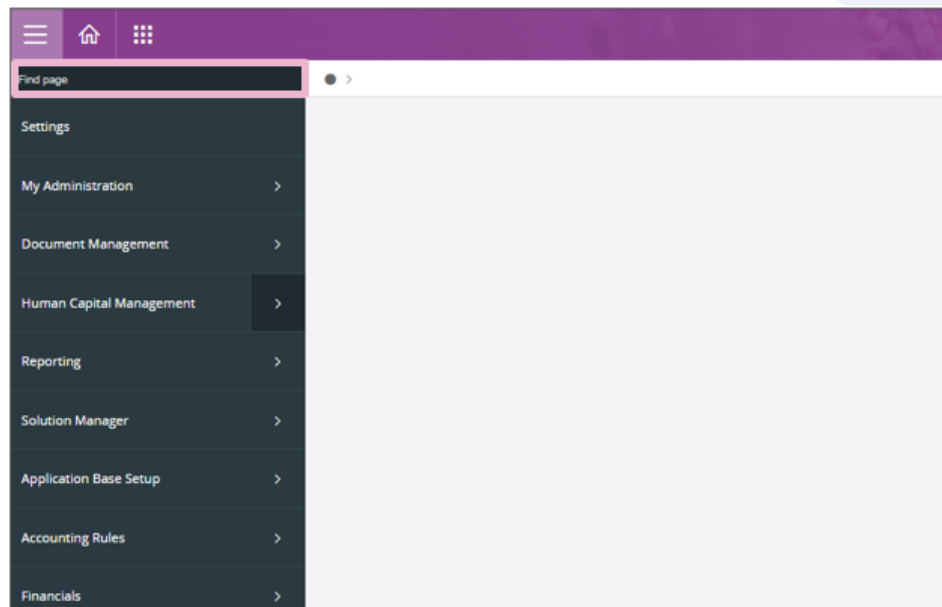 Find page
Settings
My Administration
Document Management
Human Capital Management
Reporting
Solution Manager
Application Base Setup
Accounting Rules
Financials